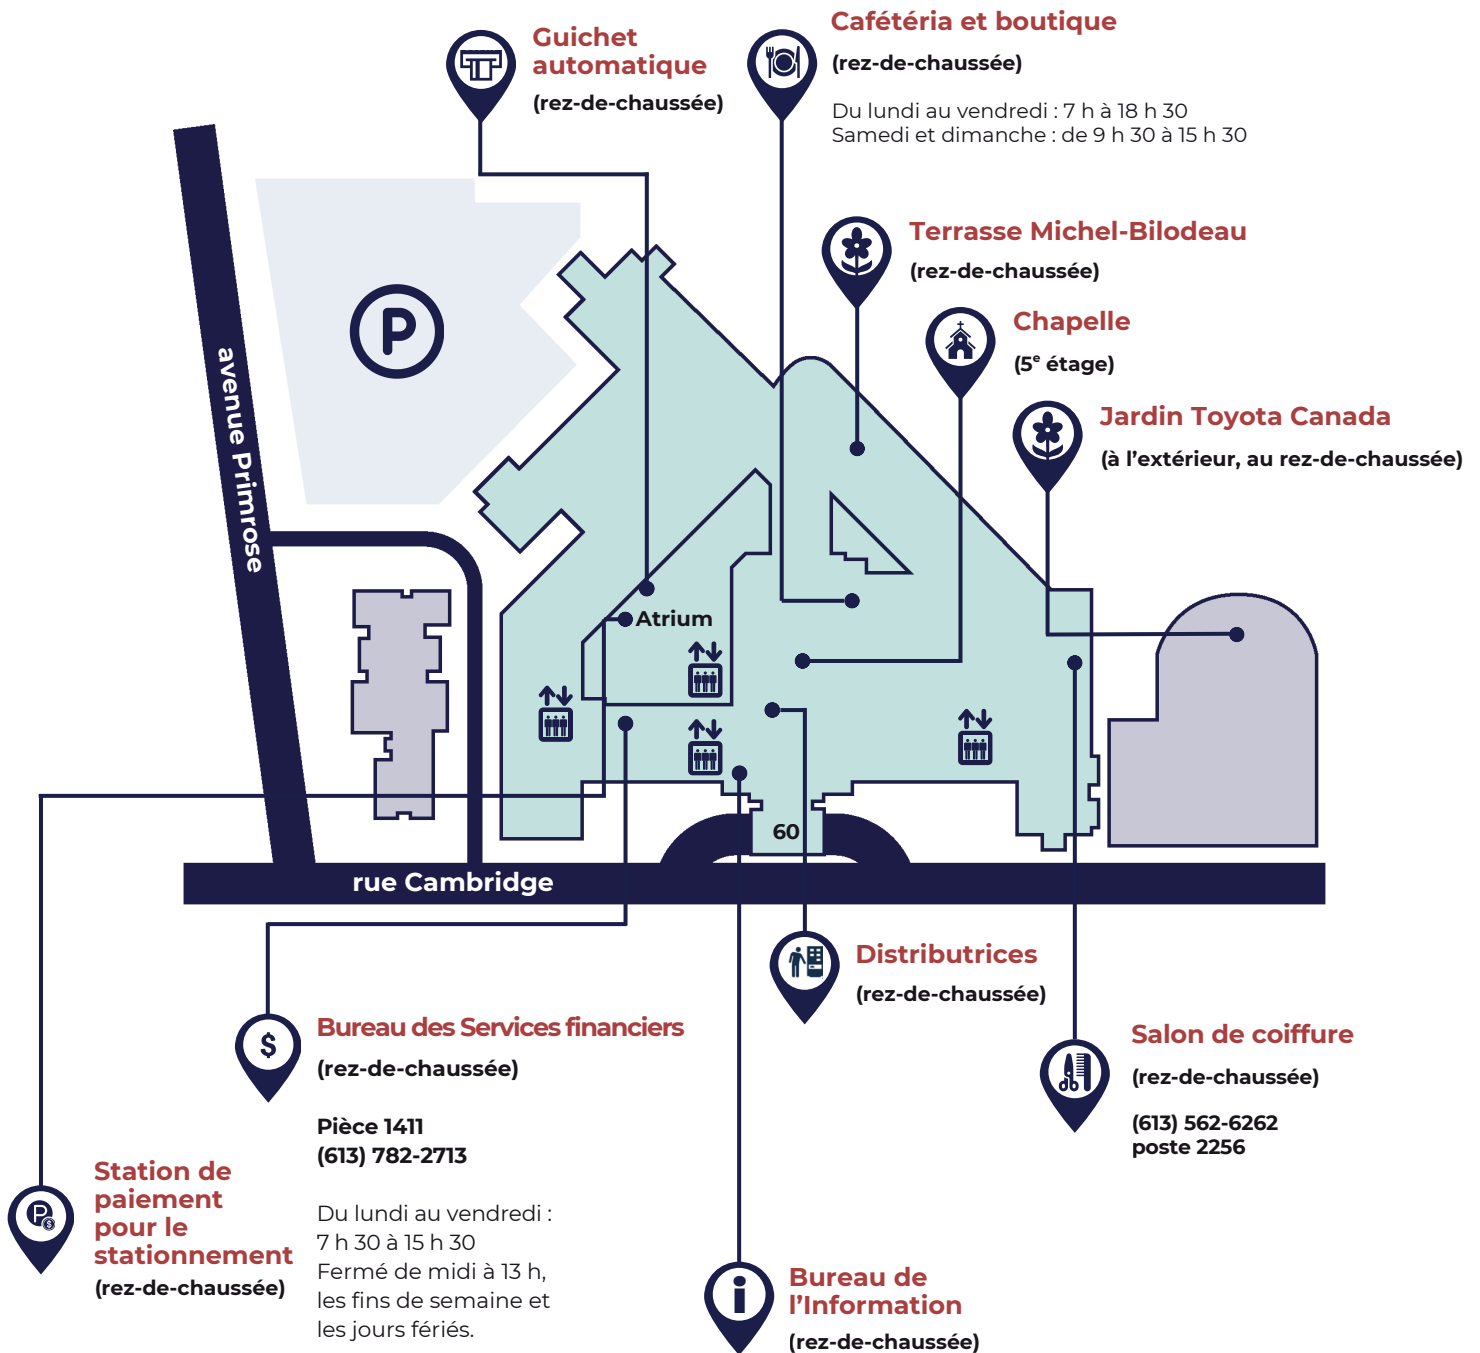 Guichet
automatique
(rez-de-chaussée)
Cafétéria et boutique
(rez-de-chaussée)
Du lundi au vendredi : 7 h à 18 h 30
Samedi et dimanche : de 9 h 30 à 15 h 30
Terrasse Michel-Bilodeau
(rez-de-chaussée)
Chapelle
(5e étage)
Jardin Toyota Canada
(à l’extérieur, au rez-de-chaussée)
P
avenue Primrose
Atrium
60
rue Cambridge
Distributrices
(rez-de-chaussée)
$
Bureau des Services financiers
(rez-de-chaussée)
Pièce 1411
(613) 782-2713
Du lundi au vendredi :
7 h 30 à 15 h 30
Fermé de midi à 13 h,
les fins de semaine et
les jours fériés.
Salon de coiffure
(rez-de-chaussée)
(613) 562-6262
poste 2256
P
$
Station de
paiement
pour le
stationnement
(rez-de-chaussée)
i
Bureau de
l’Information
(rez-de-chaussée)